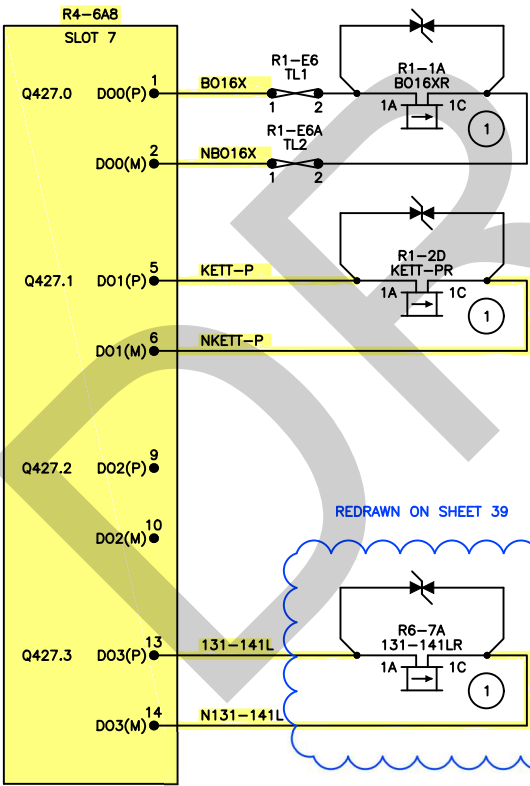 R4-6A8
SLOT 7
R1-E6
TL1
Q427.0 DO0(P) 1 BO16X 1 2
R1-1A
BO16XR
1A 1C
1
R1-E6A
TL2
DO0(M) 2 NBO16X 1 2
R1-2D
KETT-PR
Q427.1 DO1(P) 5 KETT-P
1A 1C
1
DO1(M) 6 NKETT-P
Q427.2 DO2(P) 9
REDRAWN ON SHEET 39
DO2(M) 10
R6-7A
131-141LR
Q427.3 DO3(P) 13 131-141L
1A 1C
1
DO3(M) 14 N131-141L